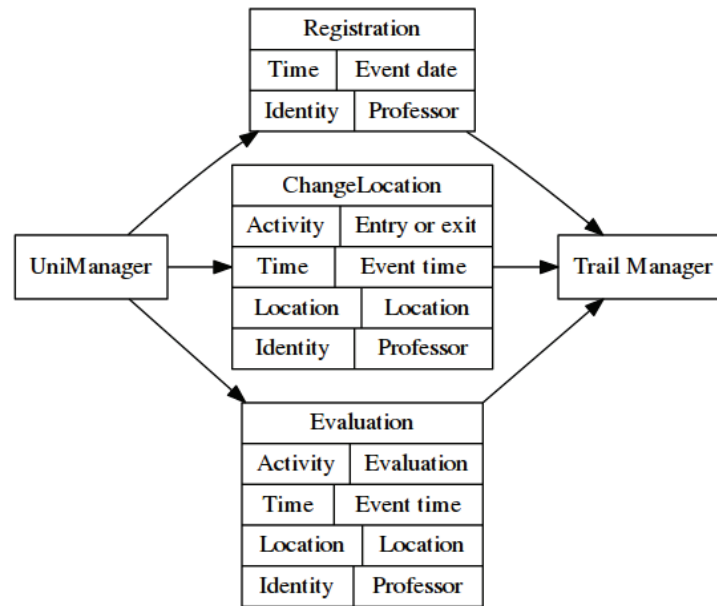 Registration
Time Event date
Identity Professor
ChangeLocation
Activity Entry or exit
UniManager
Time Event time
Trail Manager
Location Location
Identity Professor
Evaluation
Activity Evaluation
Time Event time
Location Location
Identity Professor